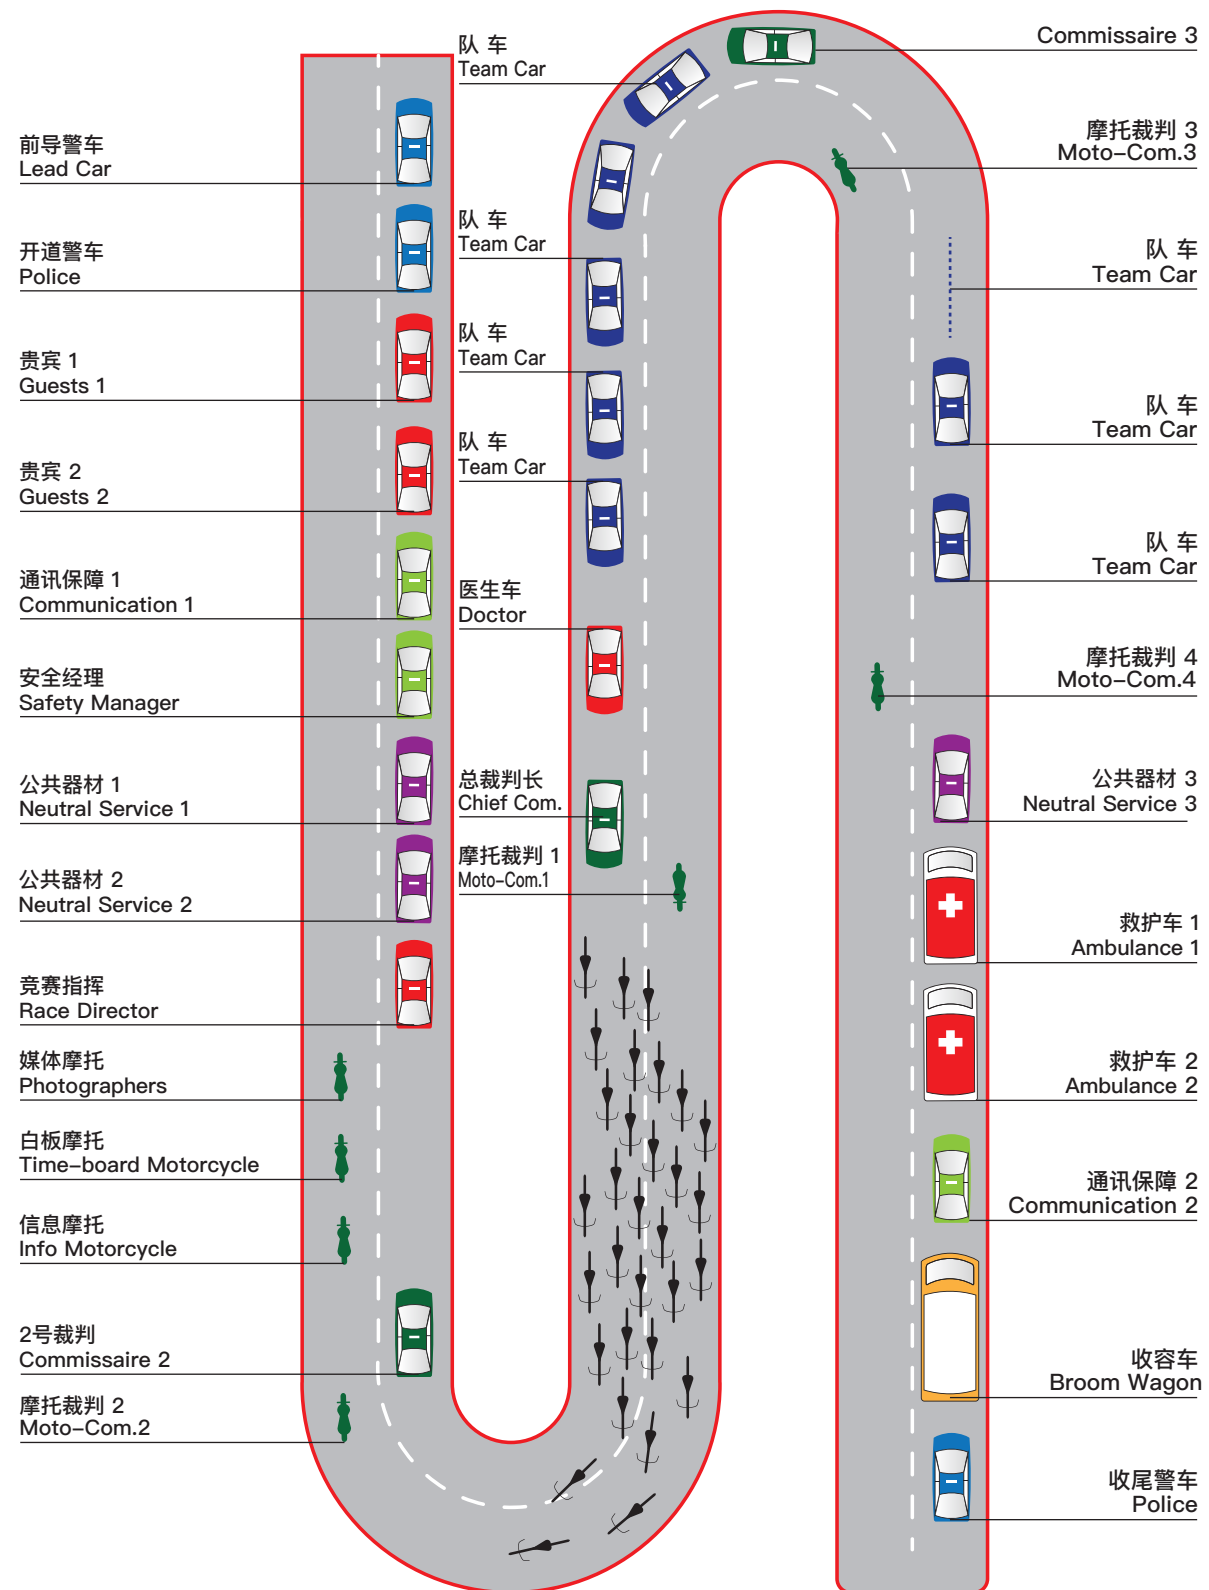 前导警车
Lead Car
开道警车
Police
贵宾 1
Guests 1
贵宾 2
Guests 2
通讯保障 1
Communication 1
安全经理
Safety Manager
公共器材 1
Neutral Service 1
公共器材 2
Neutral Service 2
竞赛指挥
Race Director
媒体摩托
Photographers
白板摩托
Time-board Motorcycle
信息摩托
Info Motorcycle
2号裁判
Commissaire 2
摩托裁判 2
Moto-Com.2
队 车
Team Car
队 车
Team Car
队 车
Team Car
队 车
Team Car
医生车
Doctor
总裁判长
Chief Com.
摩托裁判 1
Moto-Com.1
Commissaire 3
摩托裁判 3
Moto-Com.3
队 车
Team Car
队 车
Team Car
队 车
Team Car
摩托裁判 4
Moto-Com.4
公共器材 3
Neutral Service 3
救护车 1
Ambulance 1
救护车 2
Ambulance 2
通讯保障 2
Communication 2
收容车
Broom Wagon
收尾警车
Police